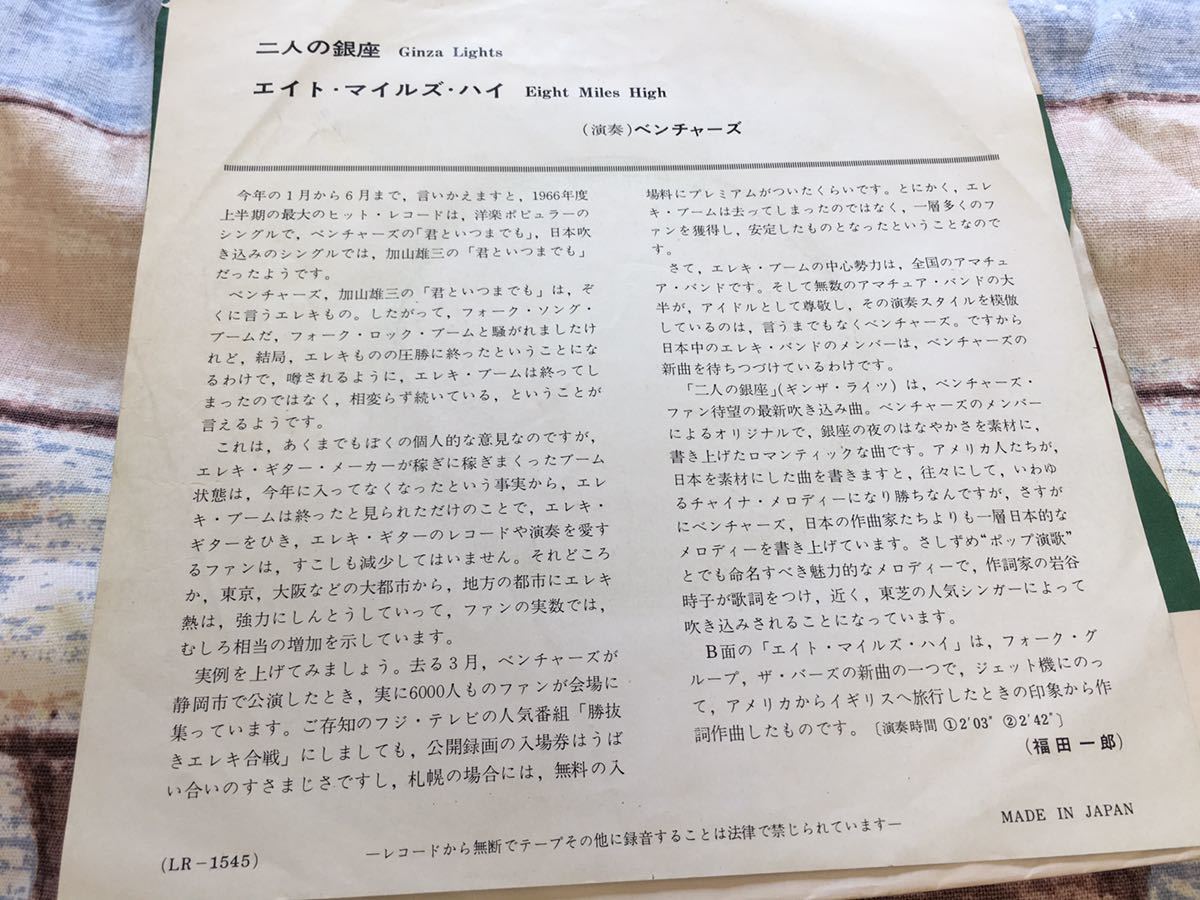 二人の銀座 Ginza Lights
エイト・マイルズ・ハイ Eight Miles High
(演奏)ベンチャーズ
今年の1月から6月まで，言いかえますと，1966年度
上半期の最大のヒット・レコードは，洋楽ポピュラーの
シングルで，ベンチャーズの「君といつまでも」，日本吹
き込みのシングルでは，加山雄三の「君といつまでも」
だったようです。
ベンチャーズ，加山雄三の「君といつまでも」は，ぞ
くに言うエレキもの。したがって，フォーク・ソング・
ブームだ，フォーク・ロック・ブームと騒がれましたけ
れど，結局，エレキものの圧勝に終ったということにな
るわけで，噂されるように，エレキ・ブームは終ってし
まったのではなく，相変らず続いている，ということが
言えるようです。
これは，あくまでもぼくの個人的な意見なのですが，
エレキ・ギター・メーカーが稼ぎに稼ぎまくったブーム
状態は，今年に入ってなくなったという事実から，エレ
キ・ブームは終ったと見られただけのことで，エレキ・
ギターをひき，エレキ・ギターのレコードや演奏を愛す
るファンは，すこしも減少してはいません。それどころ
か，東京，大阪などの大都市から，地方の都市にエレキ
熱は，強力にしんとうしていって，ファンの実数では，
むしろ相当の増加を示しています。
実例を上げてみましょう。去る3月，ベンチャーズが
静岡市で公演したとき，実に6000人ものファンが会場に
集っています。ご存知のフジ・テレビの人気番組「勝抜
きエレキ合戦」にしましても，公開録画の入場券はうば
い合いのすさまじさですし，札幌の場合には，無料の入
場料にプレミアムがついたくらいです。とにかく，エレ
キ・ブームは去ってしまったのではなく，一層多くのフ
ァンを獲得し，安定したものとなったということなので
す。
さて，エレキ・ブームの中心勢力は，全国のアマチュ
ア・バンドです。そして無数のアマチュア・バンドの大
半が，アイドルとして尊敬し，その演奏スタイルを模倣
しているのは，言うまでもなくベンチャーズ。ですから
日本中のエレキ・バンドのメンバーは，ベンチャーズの
新曲を待ちつづけているわけです。
「二人の銀座」(ギンザ・ライツ) は，ベンチャーズ・
ファン待望の最新吹き込み曲。ベンチャーズのメンバー
によるオリジナルで，銀座の夜のはなやかさを素材に，
書き上げたロマンティックな曲です。アメリカ人たちが，
日本を素材にした曲を書きますと，往々にして，いわゆ
るチャイナ・メロディーになり勝ちなんですが，さすが
にベンチャーズ，日本の作曲家たちよりも一層日本的な
メロディーを書き上げています。さしずめ“ポップ演歌”
とでも命名すべき魅力的なメロディーで，作詞家の岩谷
時子が歌詞をつけ，近く，東芝の人気シンガーによって
吹き込みされることになっています。
B面の「エイト・マイルズ・ハイ」は，フォーク・グ
ループ，ザ・バーズの新曲の一つで，ジェット機にのっ
て，アメリカからイギリスへ旅行したときの印象から作
詞作曲したものです。〔演奏時間 ①2′03″ ②2′42″〕
(福田一郎)
MADE IN JAPAN
—レコードから無断でテープその他に録音することは法律で禁じられています—
(LR-1545)